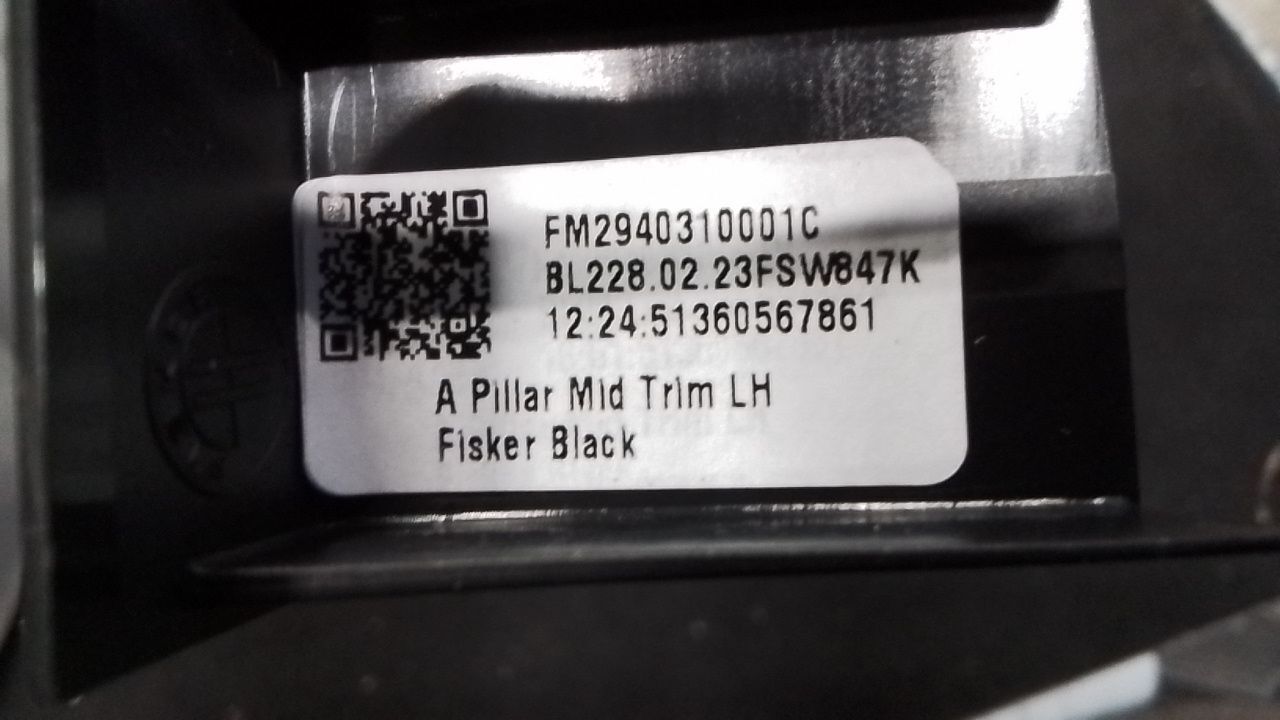 FM2940310001C
BL228.02.23FSW847K
12:24:51360567861
A Pillar Mid Trim LH
Fisker Black